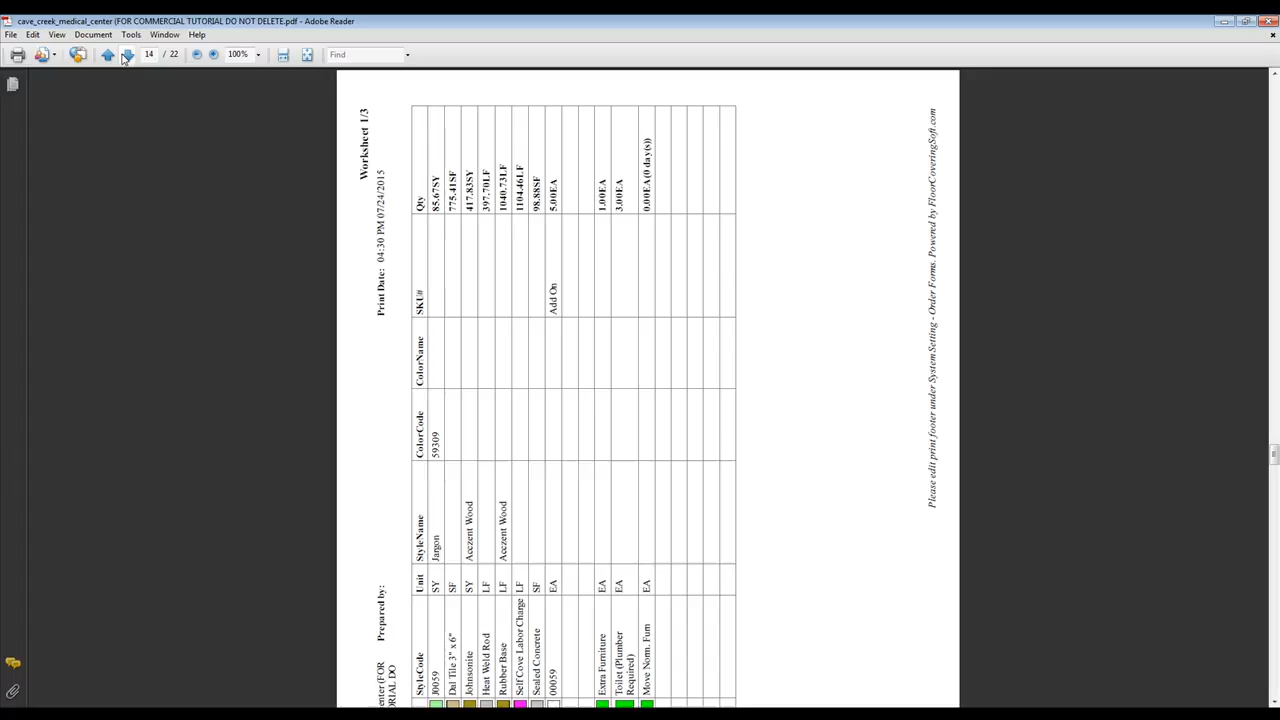 cave_creek_medical_center (FOR COMMERCIAL TUTORIAL DO NOT DELETE.pdf - Adobe Reader
File Edit View Document Tools Window Help
14 / 22 100% Find
Worksheet 1/3
enter (FOR Prepared by: Print Date: 04:30 PM 07/24/2015
RIAL DO
StyleCode Unit StyleName ColorCode ColorName SKU# Qty
J0059 SY Jargon 59309 85.67SY
Dal Tile 3" x 6" SF 775.41SF
Johnsonite SY Acczent Wood 417.83SY
Heat Weld Rod LF 397.70LF
Rubber Base LF Acczent Wood 1040.73LF
Self Cove Labor Charge LF 1104.46LF
Sealed Concrete SF 98.88SF
00059 EA Add On 5.00EA
Extra Furniture EA 1.00EA
Toilet (Plumber EA 3.00EA
Required)
Move Norm. Furn EA 0.00EA(0 day(s))
Please edit print footer under System Setting - Order Forms. Powered by FloorCoveringSoft.com